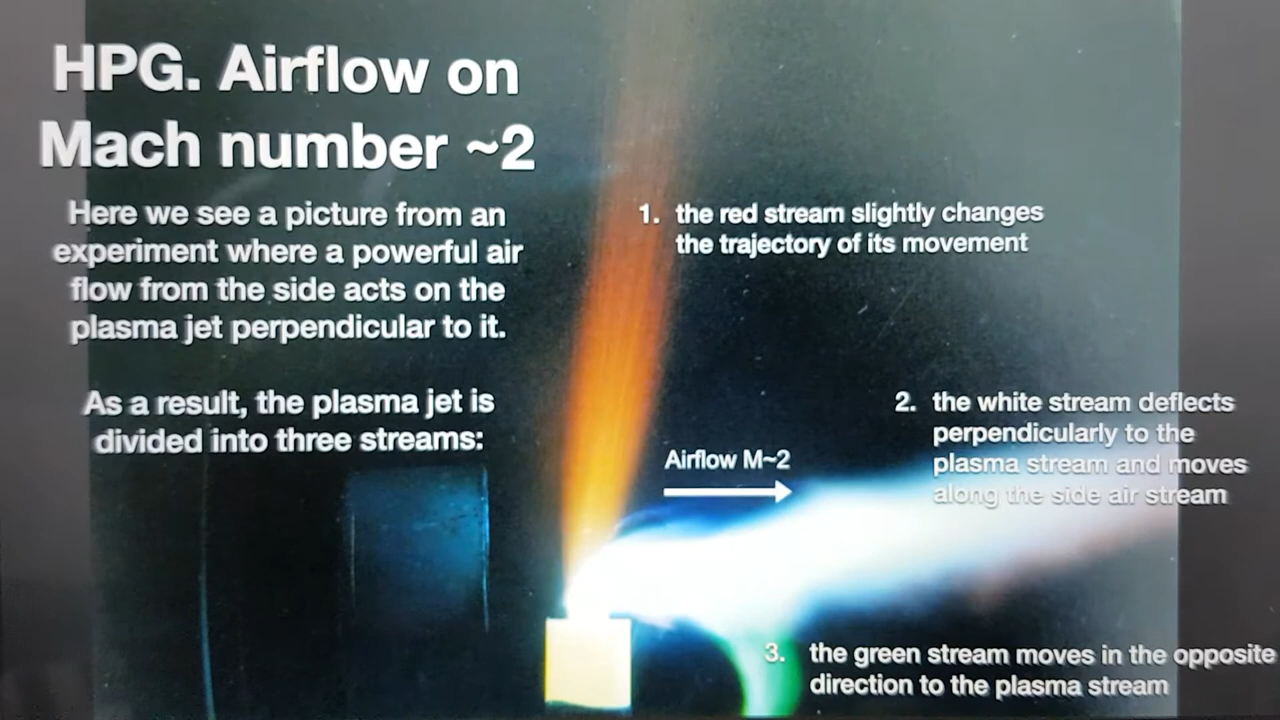 HPG. Airflow on
Mach number ~2
Here we see a picture from an
experiment where a powerful air
flow from the side acts on the
plasma jet perpendicular to it.
As a result, the plasma jet is
divided into three streams:
1. the red stream slightly changes
the trajectory of its movement
Airflow M~2
2. the white stream deflects
perpendicularly to the
plasma stream and moves
along the side air stream
3. the green stream moves in the opposite
direction to the plasma stream